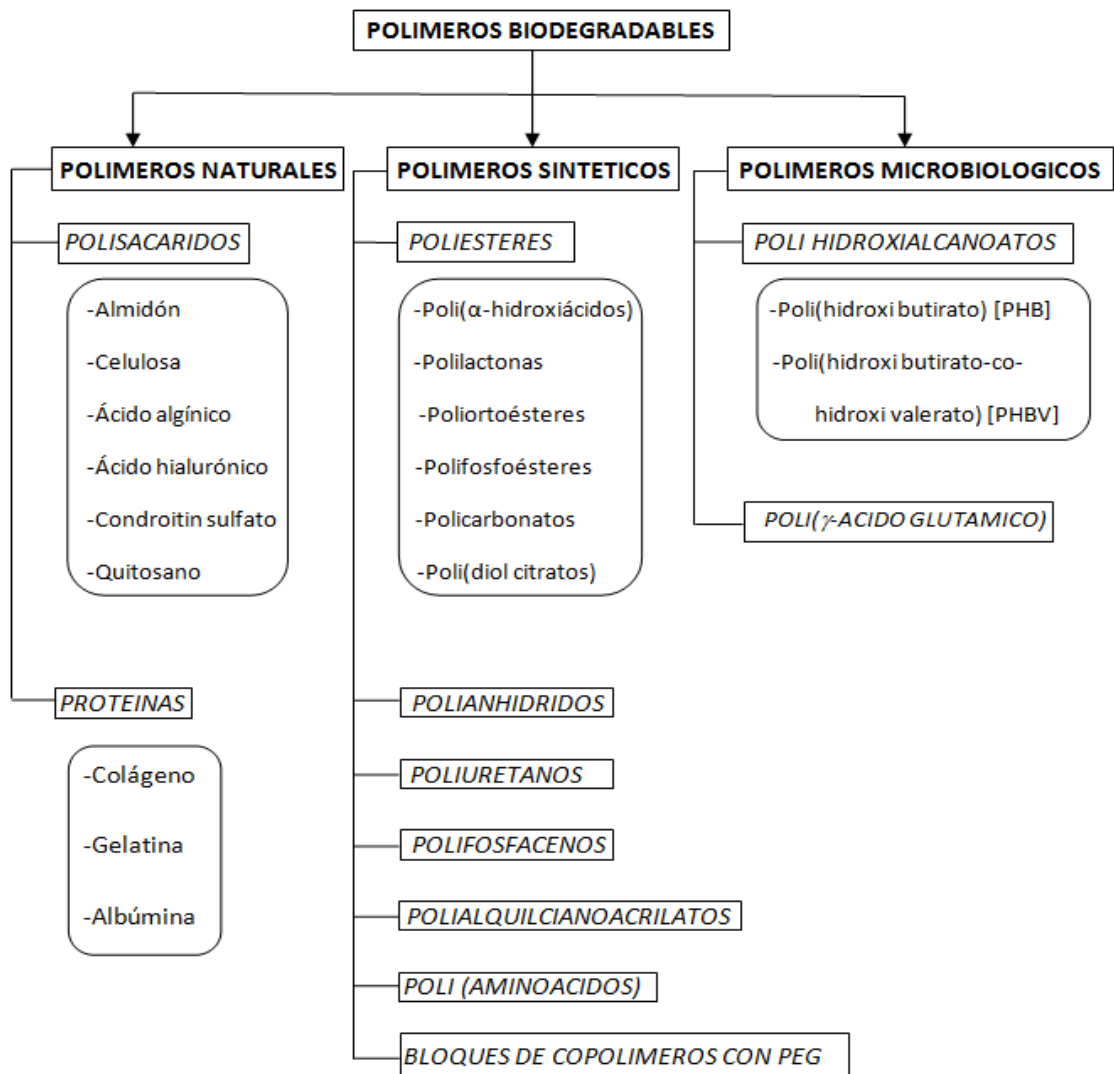 POLIMEROS BIODEGRADABLES
POLIMEROS NATURALES
POLISACARIDOS
-Almidón
-Celulosa
-Ácido algínico
-Ácido hialurónico
-Condroitin sulfato
-Quitosano
PROTEINAS
-Colágeno
-Gelatina
-Albúmina
POLIMEROS SINTETICOS
POLIESTERES
-Poli(α-hidroxiácidos)
-Polilactonas
-Poliortoésteres
-Polifosfoésteres
-Policarbonatos
-Poli(diol citratos)
POLIANHIDRIDOS
POLIURETANOS
POLIFOSFACENOS
POLIALQUILCIANOACRILATOS
POLI (AMINOACIDOS)
BLOQUES DE COPOLIMEROS CON PEG
POLIMEROS MICROBIOLOGICOS
POLI HIDROXIALCANOATOS
-Poli(hidroxi butirato) [PHB]
-Poli(hidroxi butirato-co-
hidroxi valerato) [PHBV]
POLI(γ-ACIDO GLUTAMICO)